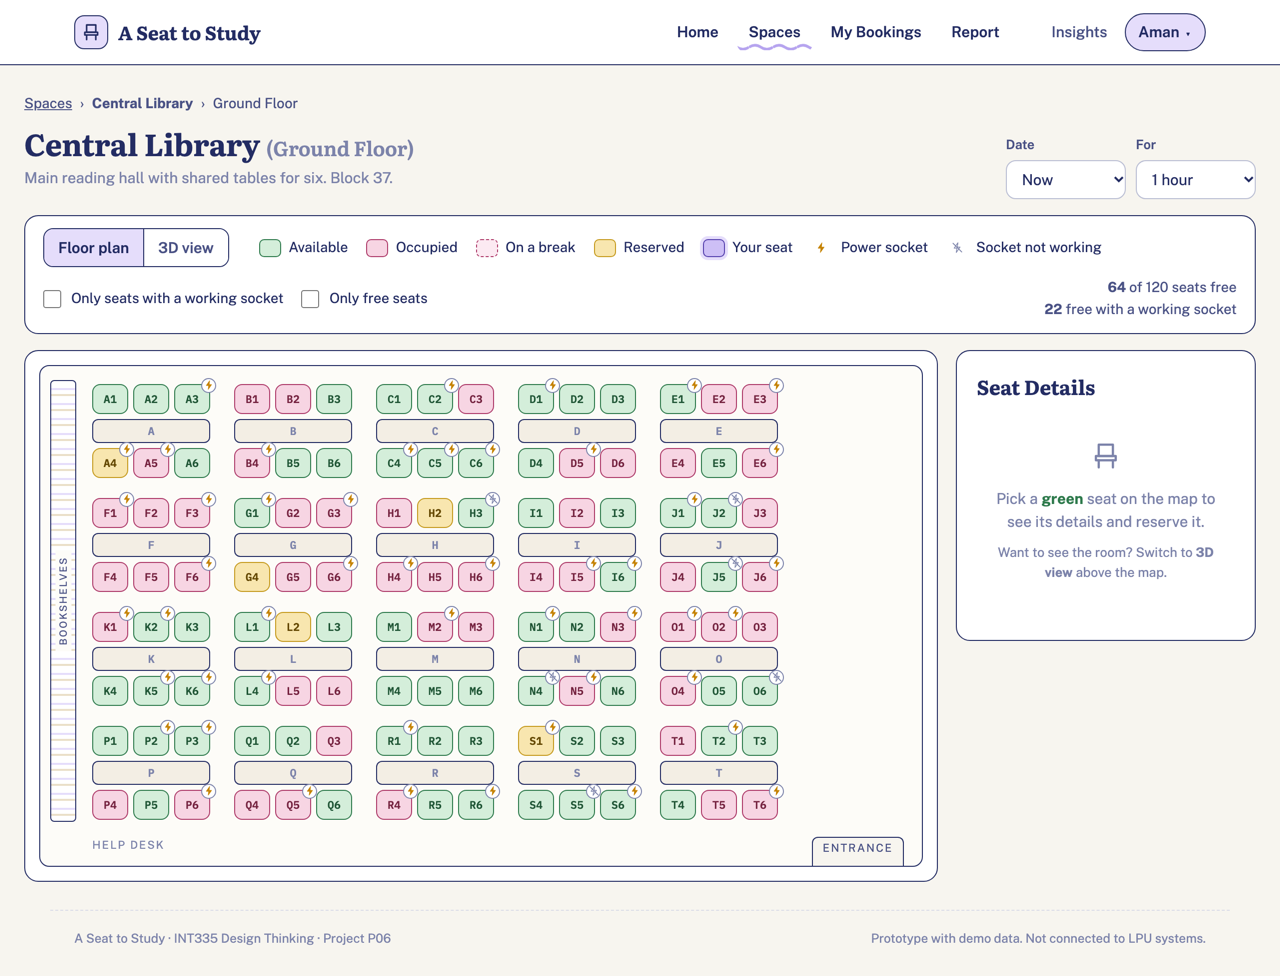 A Seat to Study
Home Spaces My Bookings Report Insights Aman
Spaces › Central Library › Ground Floor
Central Library (Ground Floor)
Main reading hall with shared tables for six. Block 37.
Date For
Now 1 hour
Floor plan 3D view Available Occupied On a break Reserved Your seat Power socket Socket not working
Only seats with a working socket Only free seats
64 of 120 seats free
22 free with a working socket
BOOKSHELVES
A1 A2 A3 B1 B2 B3 C1 C2 C3 D1 D2 D3 E1 E2 E3
A B C D E
A4 A5 A6 B4 B5 B6 C4 C5 C6 D4 D5 D6 E4 E5 E6
F1 F2 F3 G1 G2 G3 H1 H2 H3 I1 I2 I3 J1 J2 J3
F G H I J
F4 F5 F6 G4 G5 G6 H4 H5 H6 I4 I5 I6 J4 J5 J6
K1 K2 K3 L1 L2 L3 M1 M2 M3 N1 N2 N3 O1 O2 O3
K L M N O
K4 K5 K6 L4 L5 L6 M4 M5 M6 N4 N5 N6 O4 O5 O6
P1 P2 P3 Q1 Q2 Q3 R1 R2 R3 S1 S2 S3 T1 T2 T3
P Q R S T
P4 P5 P6 Q4 Q5 Q6 R4 R5 R6 S4 S5 S6 T4 T5 T6
HELP DESK
ENTRANCE
Seat Details
Pick a green seat on the map to
see its details and reserve it.
Want to see the room? Switch to 3D
view above the map.
A Seat to Study · INT335 Design Thinking · Project P06
Prototype with demo data. Not connected to LPU systems.